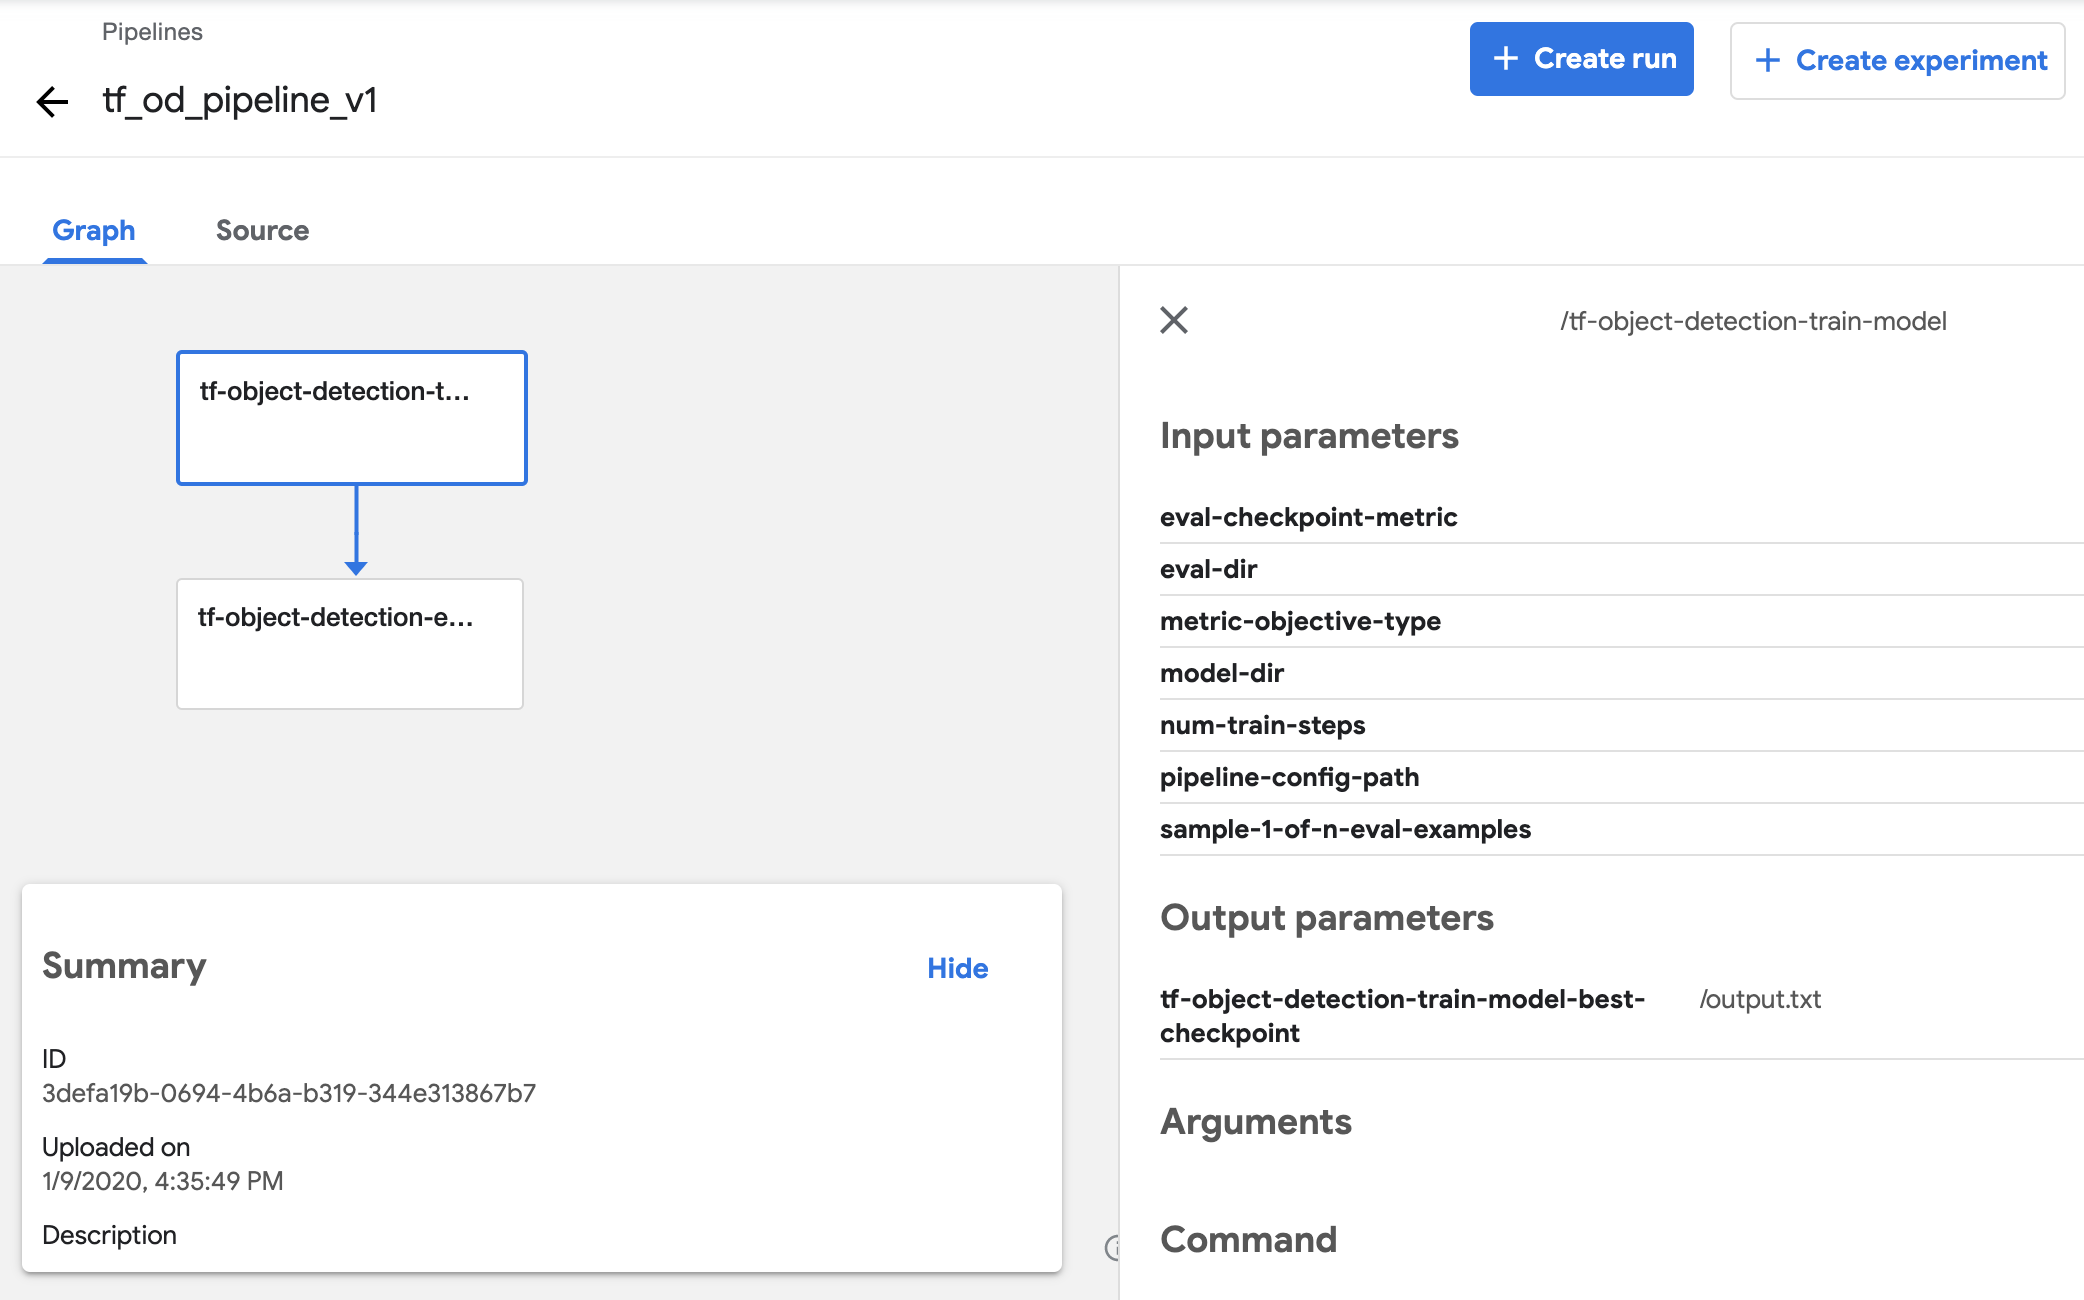 Pipelines
tf_od_pipeline_v1
+ Create run
+ Create experiment
Graph
Source
tf-object-detection-t...
tf-object-detection-e...
Summary
Hide
ID
3defa19b-0694-4b6a-b319-344e313867b7
Uploaded on
1/9/2020, 4:35:49 PM
Description
/tf-object-detection-train-model
Input parameters
eval-checkpoint-metric
eval-dir
metric-objective-type
model-dir
num-train-steps
pipeline-config-path
sample-1-of-n-eval-examples
Output parameters
tf-object-detection-train-model-best-
checkpoint
/output.txt
Arguments
Command